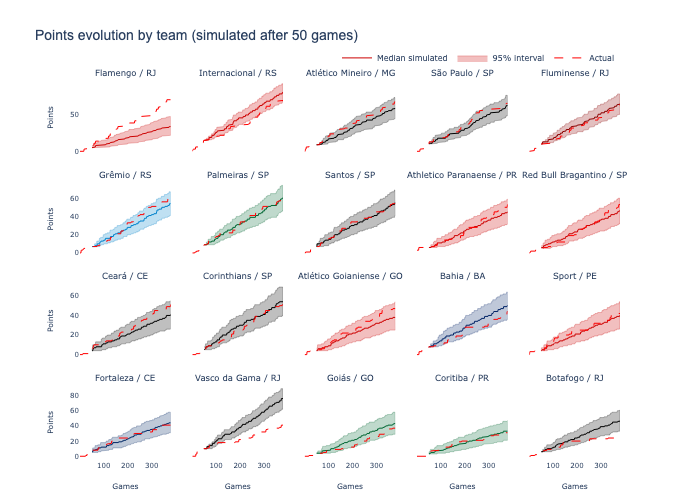 Points evolution by team (simulated after 50 games)
Median simulated 95% interval Actual
Flamengo / RJ Internacional / RS Atlético Mineiro / MG São Paulo / SP Fluminense / RJ
Points
50
0
Grêmio / RS Palmeiras / SP Santos / SP Athletico Paranaense / PR Red Bull Bragantino / SP
Points
60
40
20
0
Ceará / CE Corinthians / SP Atlético Goianiense / GO Bahia / BA Sport / PE
Points
60
40
20
0
Fortaleza / CE Vasco da Gama / RJ Goiás / GO Coritiba / PR Botafogo / RJ
Points
80
60
40
20
0
100 200 300 100 200 300 100 200 300 100 200 300 100 200 300
Games Games Games Games Games